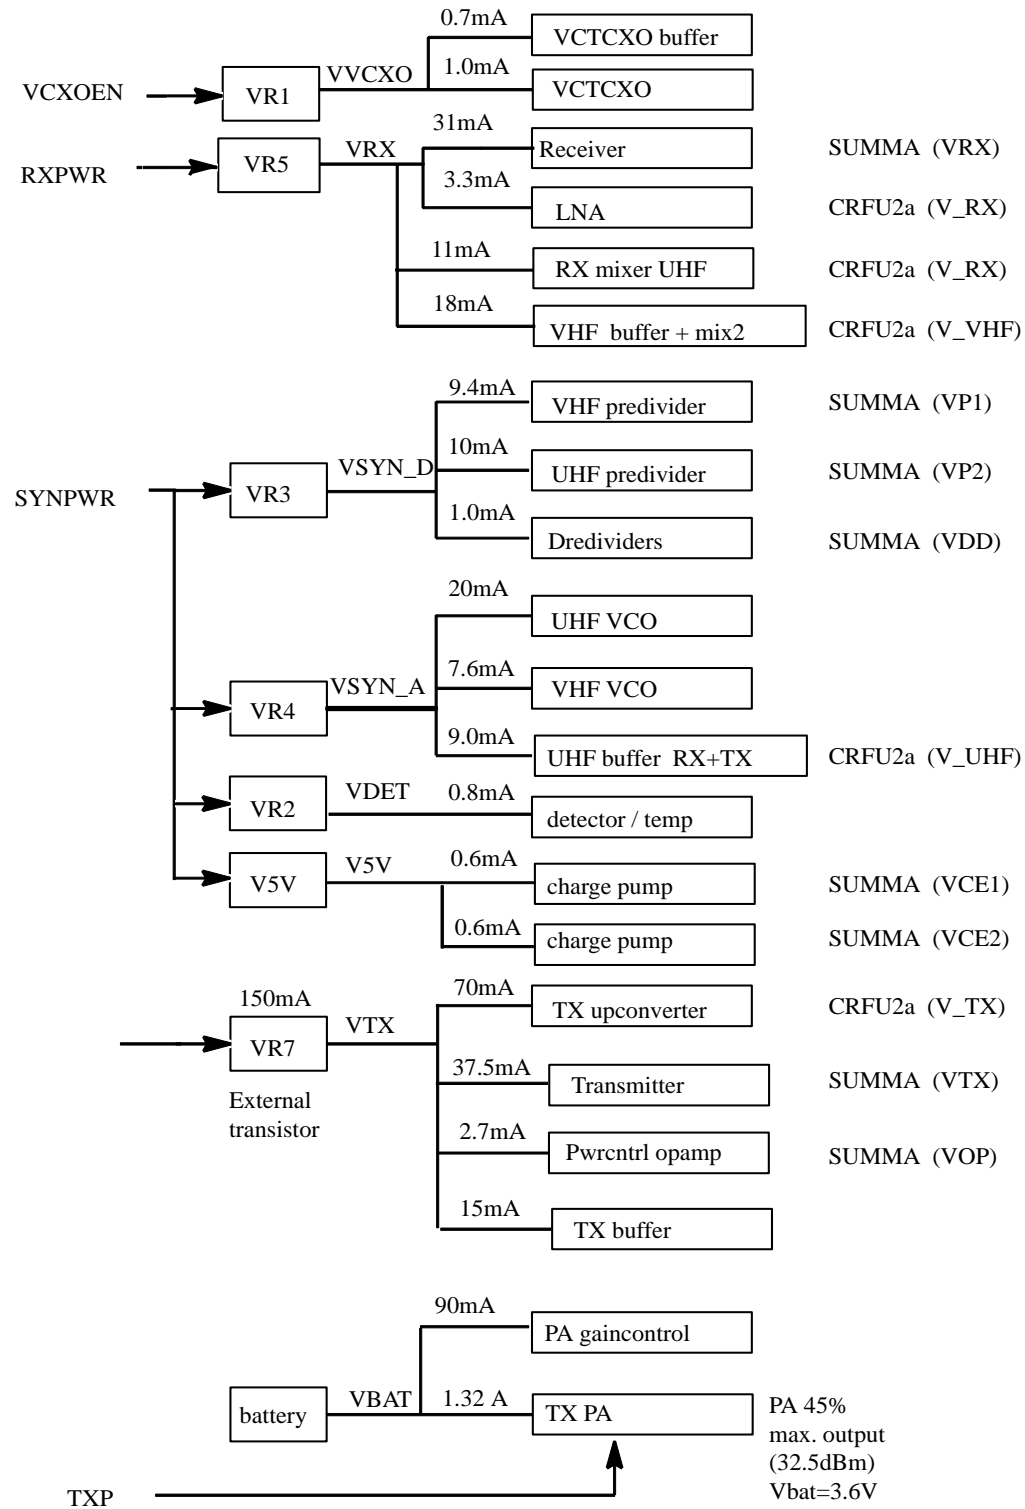 0.7mA
VCTCXO buffer
VCXOEN
VR1
VVCXO
1.0mA
VCTCXO
31mA
RXPWR
VR5
VRX
Receiver
SUMMA (VRX)
3.3mA
LNA
CRFU2a (V_RX)
11mA
RX mixer UHF
CRFU2a (V_RX)
18mA
VHF buffer + mix2
CRFU2a (V_VHF)
9.4mA
VHF predivider
SUMMA (VP1)
SYNPWR
VR3
VSYN_D
10mA
UHF predivider
SUMMA (VP2)
1.0mA
Dredividers
SUMMA (VDD)
20mA
UHF VCO
VR4
VSYN_A
7.6mA
VHF VCO
9.0mA
UHF buffer RX+TX
CRFU2a (V_UHF)
VR2
VDET
0.8mA
detector / temp
V5V
V5V
0.6mA
charge pump
SUMMA (VCE1)
0.6mA
charge pump
SUMMA (VCE2)
150mA
VR7
External
transistor
VTX
70mA
TX upconverter
CRFU2a (V_TX)
37.5mA
Transmitter
SUMMA (VTX)
2.7mA
Pwrcntrl opamp
SUMMA (VOP)
15mA
TX buffer
90mA
PA gaincontrol
battery
VBAT
1.32 A
TX PA
PA 45%
max. output
(32.5dBm)
Vbat=3.6V
TXP